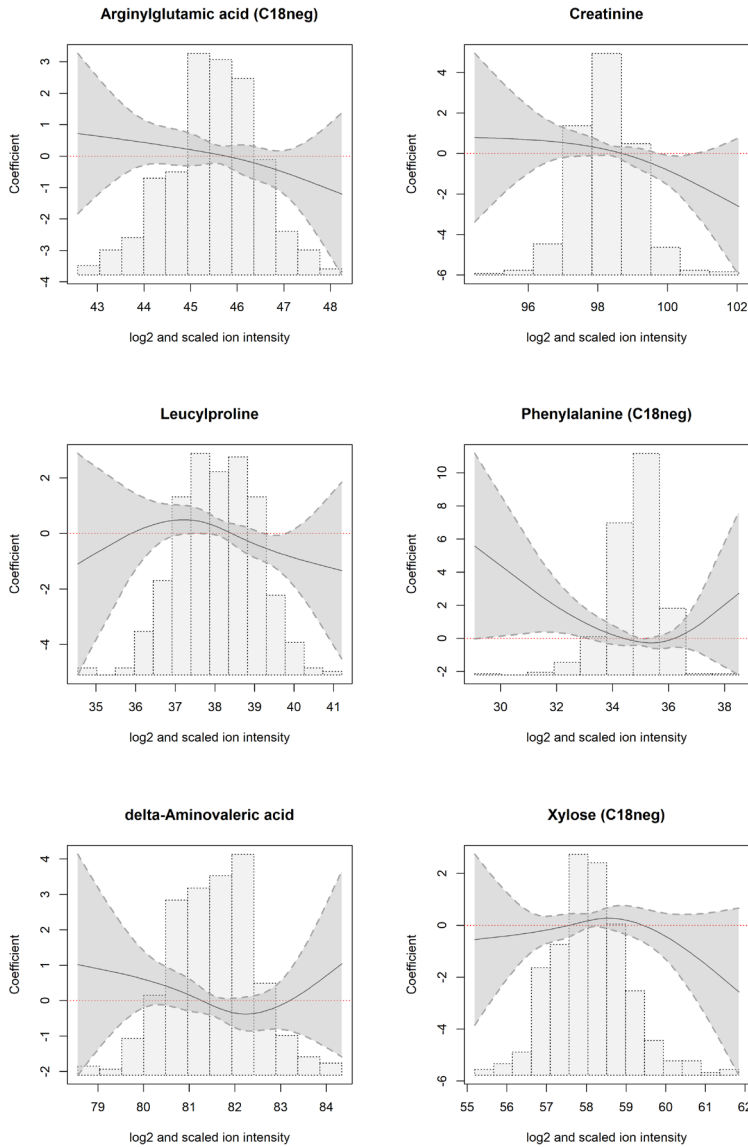 Arginylglutamic acid (C18neg)
Coefficient
3
2
1
0
-1
-2
-3
-4
43 44 45 46 47 48
log2 and scaled ion intensity
Creatinine
Coefficient
4
2
0
-2
-4
-6
96 98 100 102
log2 and scaled ion intensity
Leucylproline
Coefficient
2
0
-2
-4
35 36 37 38 39 40 41
log2 and scaled ion intensity
Phenylalanine (C18neg)
Coefficient
10
8
6
4
2
0
-2
30 32 34 36 38
log2 and scaled ion intensity
delta-Aminovaleric acid
Coefficient
4
3
2
1
0
-1
-2
79 80 81 82 83 84
log2 and scaled ion intensity
Xylose (C18neg)
Coefficient
2
0
-2
-4
-6
55 56 57 58 59 60 61 62
log2 and scaled ion intensity